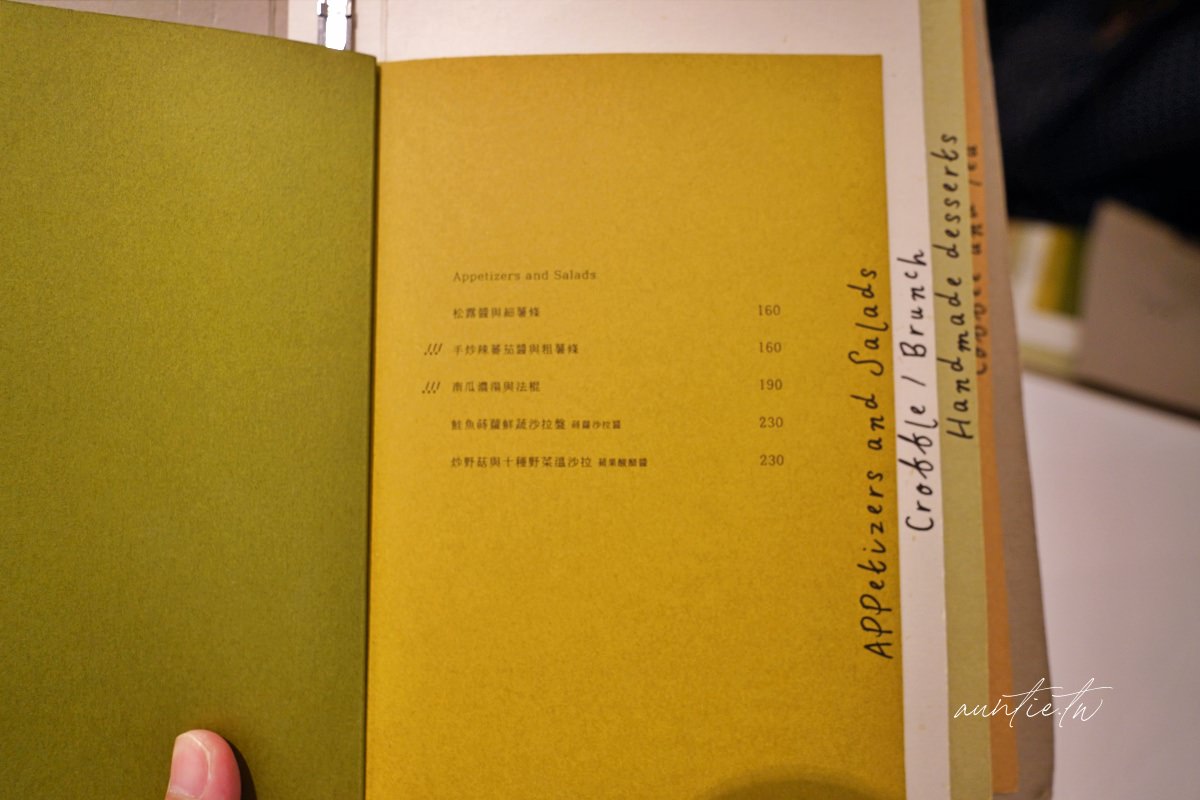 Appetizers and Salads
松露醬與細薯條 160
/// 手炒辣蕃茄醬與粗薯條 160
/// 南瓜濃湯與法棍 190
鮭魚蒔蘿鮮蔬沙拉盤 蒔蘿沙拉醬 230
炒野菇與十種野菜溫沙拉 蘋果酸醋醬 230
Appetizers and Salads
Croffle / Brunch
Handmade desserts
auntie.tw